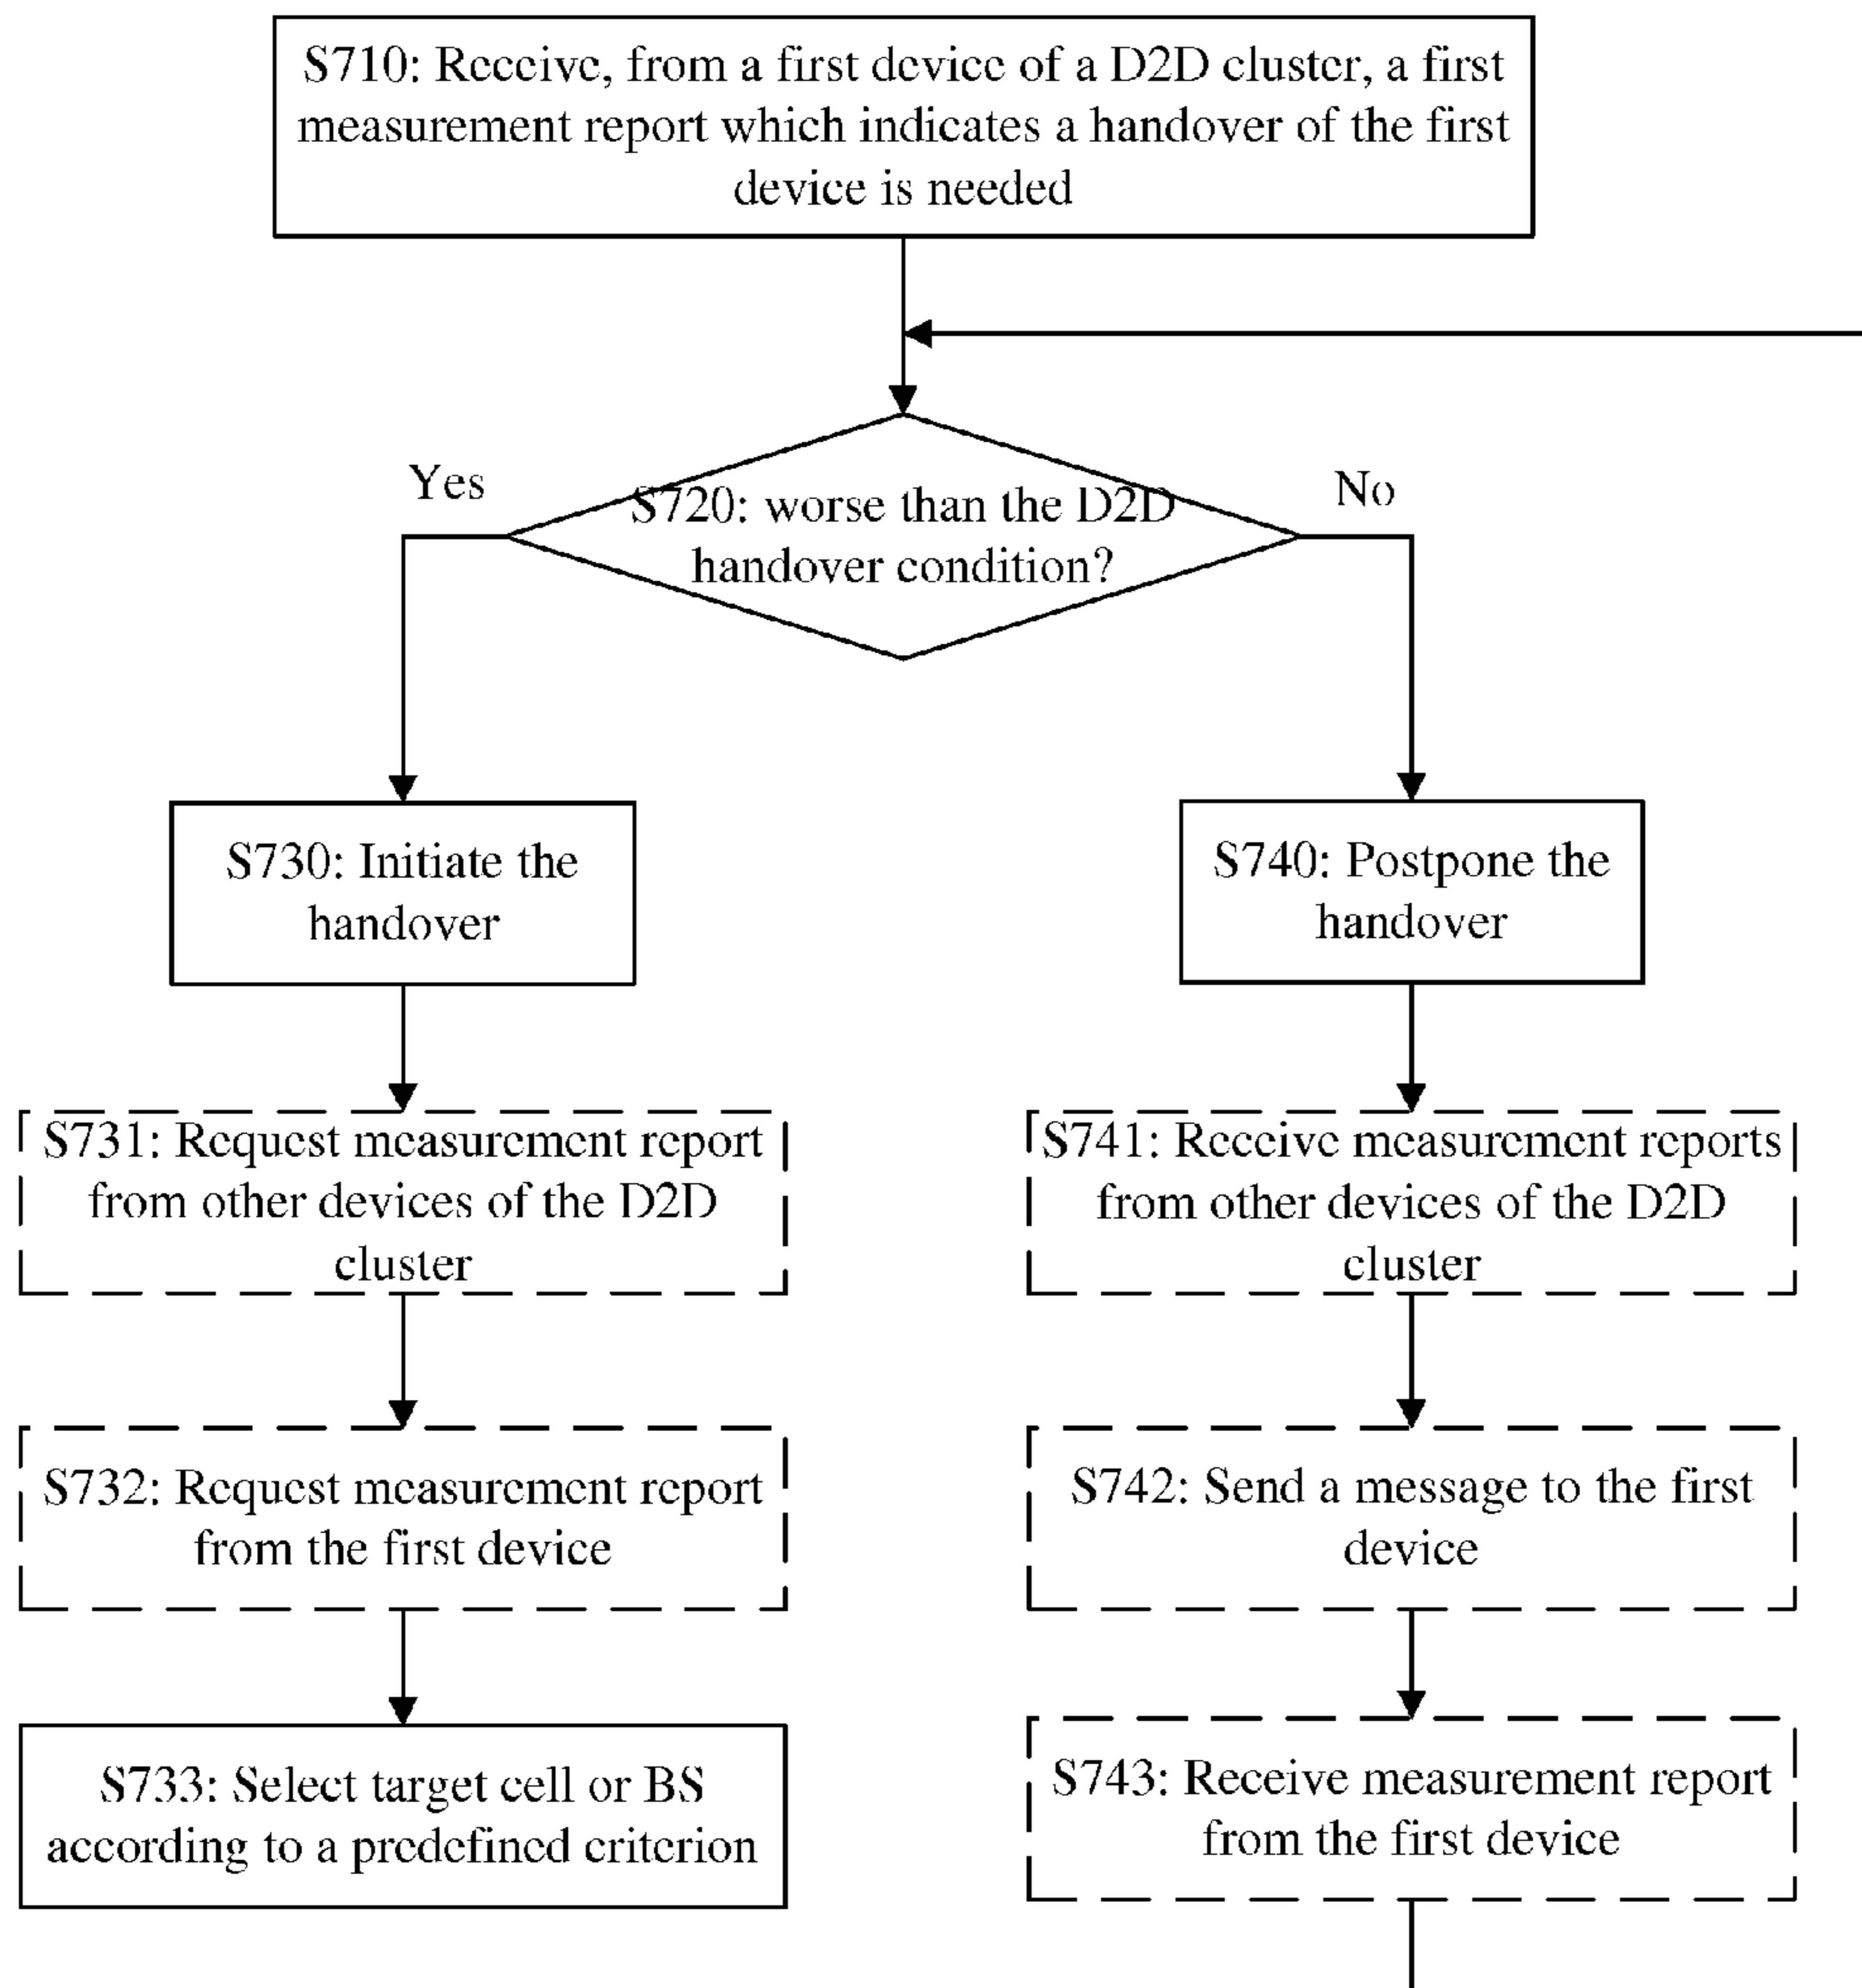 S710: Receive, from a first device of a D2D cluster, a first
measurement report which indicates a handover of the first
device is needed
Yes
No
S720: worse than the D2D
handover condition?
S730: Initiate the
handover
S740: Postpone the
handover
S731: Request measurement report
from other devices of the D2D
cluster
S741: Receive measurement reports
from other devices of the D2D
cluster
S732: Request measurement report
from the first device
S742: Send a message to the first
device
S733: Select target cell or BS
according to a predefined criterion
S743: Receive measurement report
from the first device